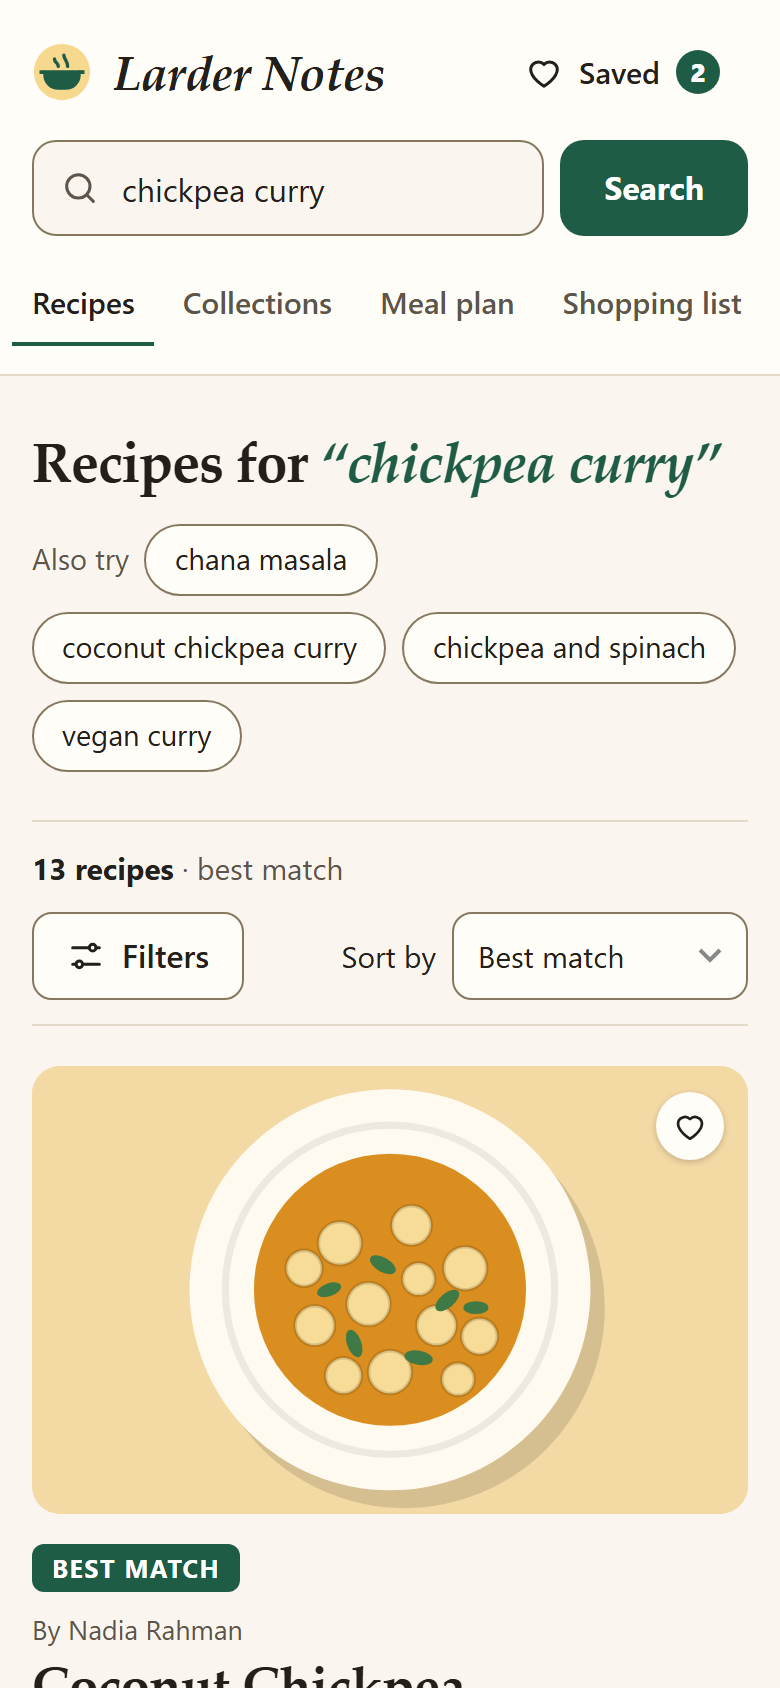 Larder Notes
Saved 2
chickpea curry
Search
Recipes Collections Meal plan Shopping list
Recipes for “chickpea curry”
Also try chana masala
coconut chickpea curry chickpea and spinach
vegan curry
13 recipes · best match
Filters Sort by Best match
BEST MATCH
By Nadia Rahman
Coconut Chickpea